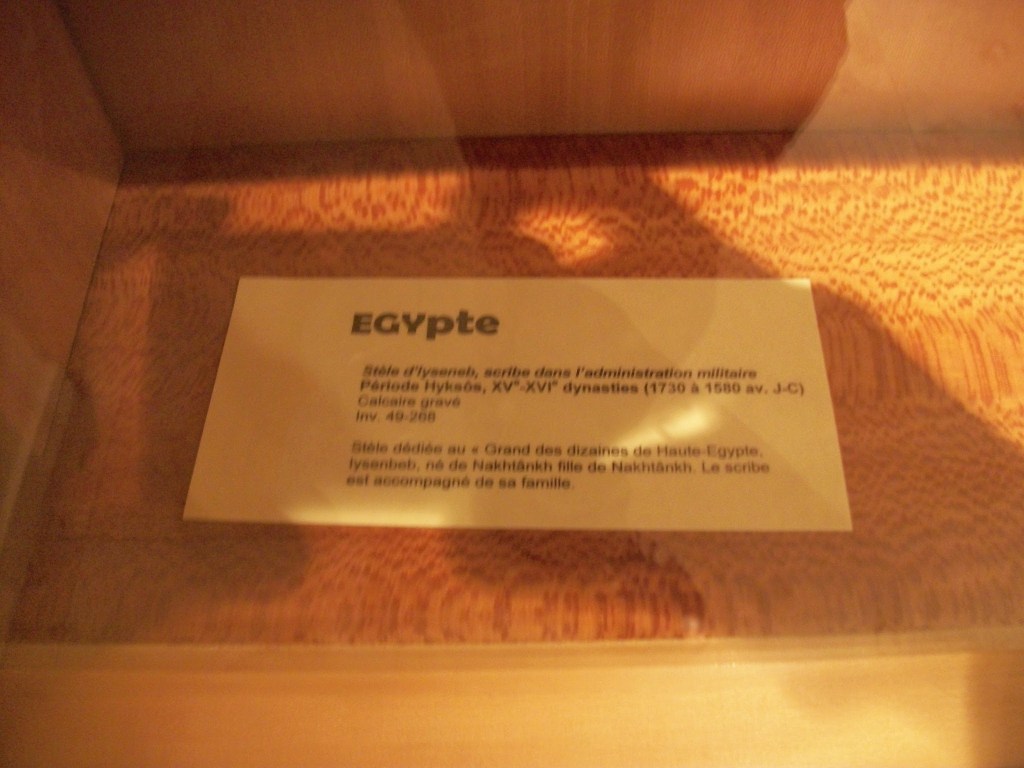 EGYpte
Stèle d'Iyseneb, scribe dans l'administration militaire
Période Hyksôs, XVe-XVIe dynasties (1730 à 1580 av. J-C)
Calcaire gravé
Inv. 49-268
Stèle dédiée au « Grand des dizaines de Haute-Egypte,
Iysenbeb, né de Nakhtânkh fille de Nakhtânkh. Le scribe
est accompagné de sa famille.